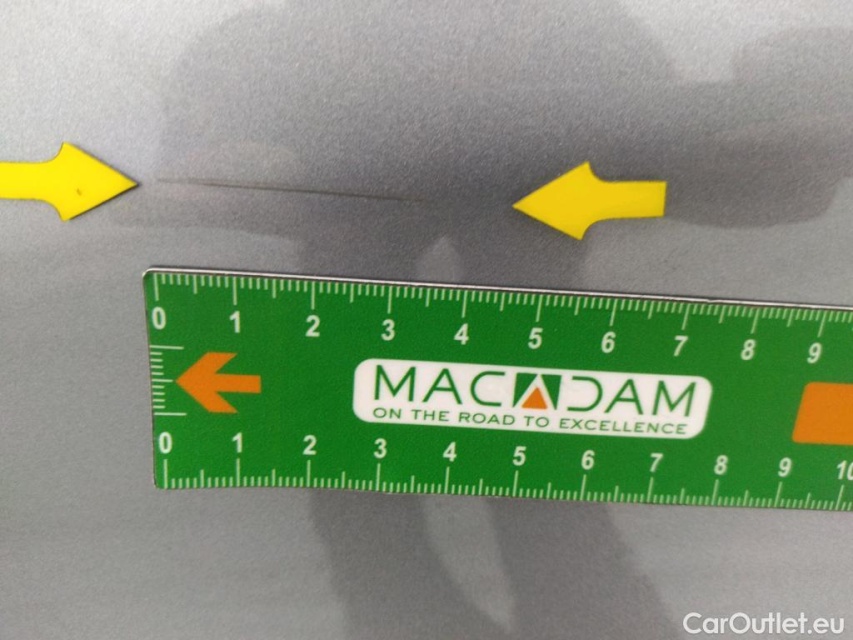 0 1 2 3 4 5 6 7 8 9
MACADAM
ON THE ROAD TO EXCELLENCE
0 1 2 3 4 5 6 7 8 9 10
CarOutlet.eu